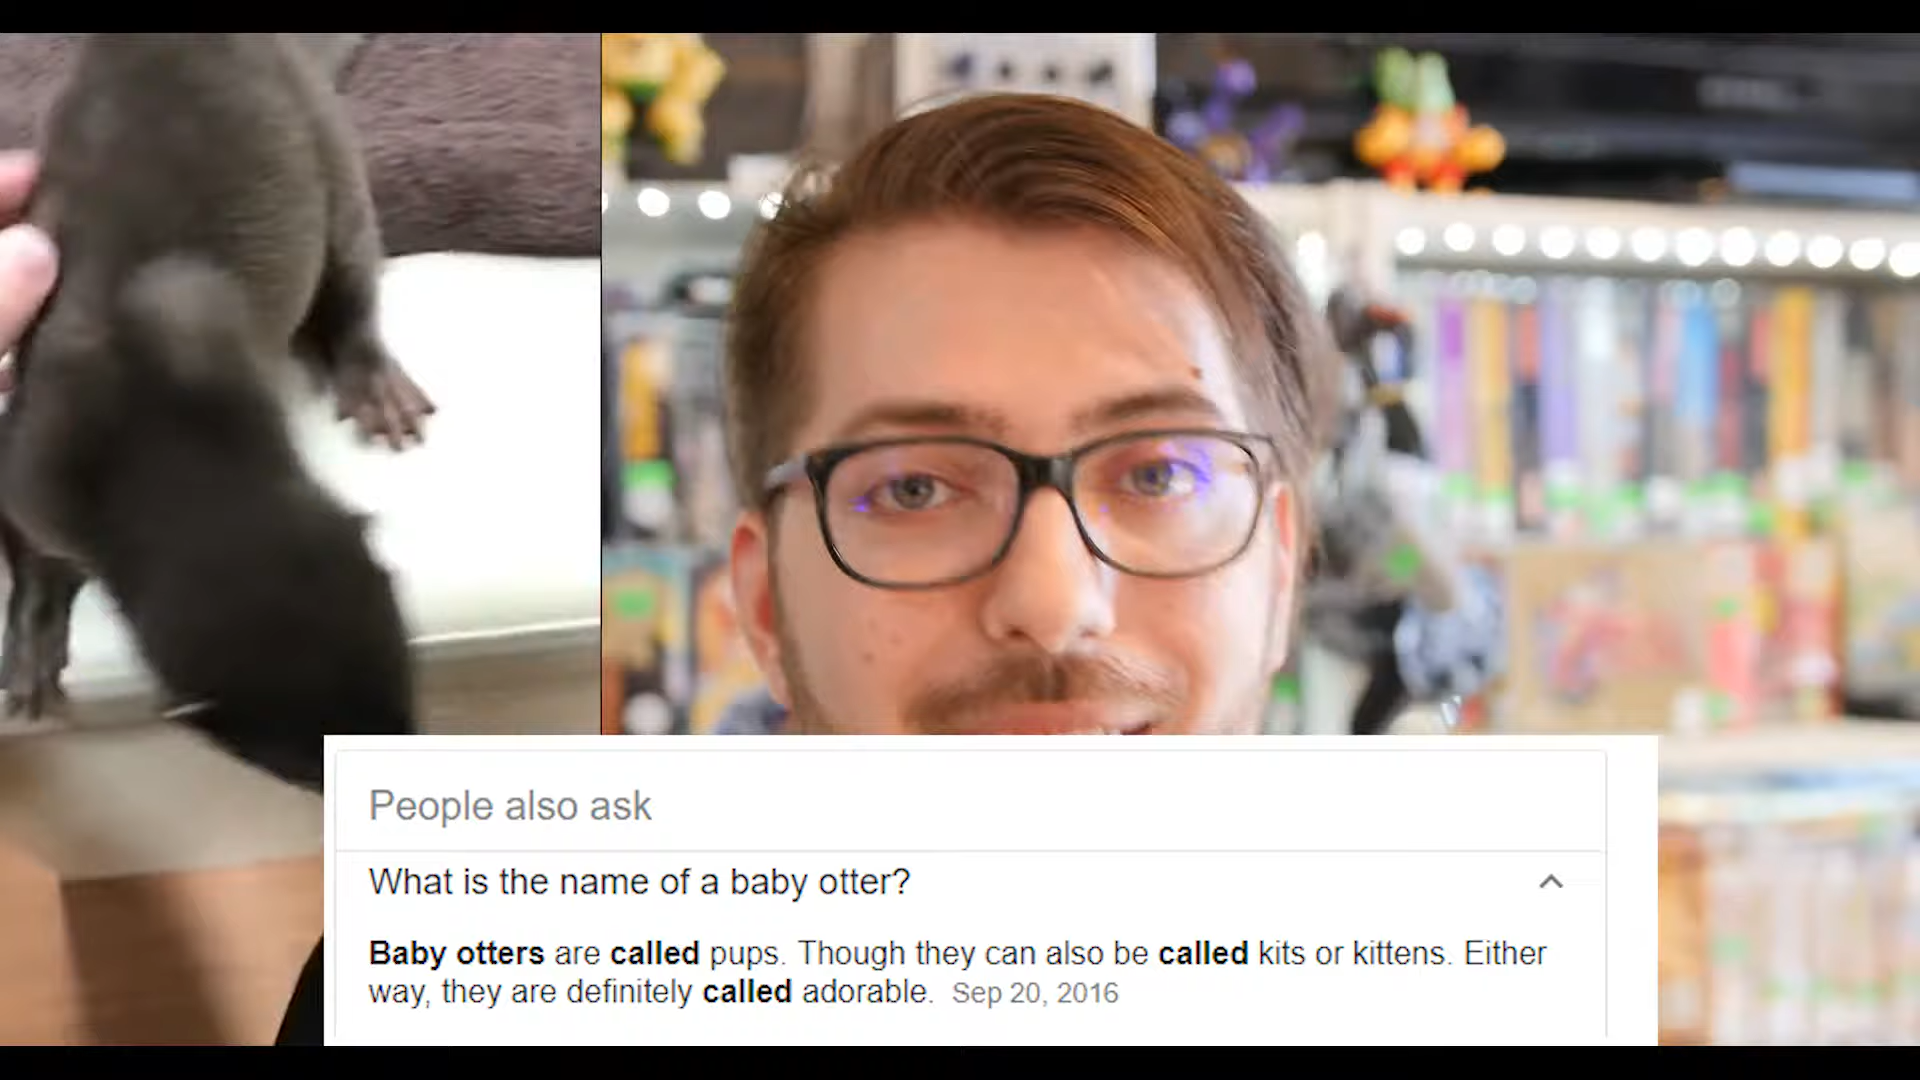 People also ask
What is the name of a baby otter?
Baby otters are called pups. Though they can also be called kits or kittens. Either
way, they are definitely called adorable. Sep 20, 2016